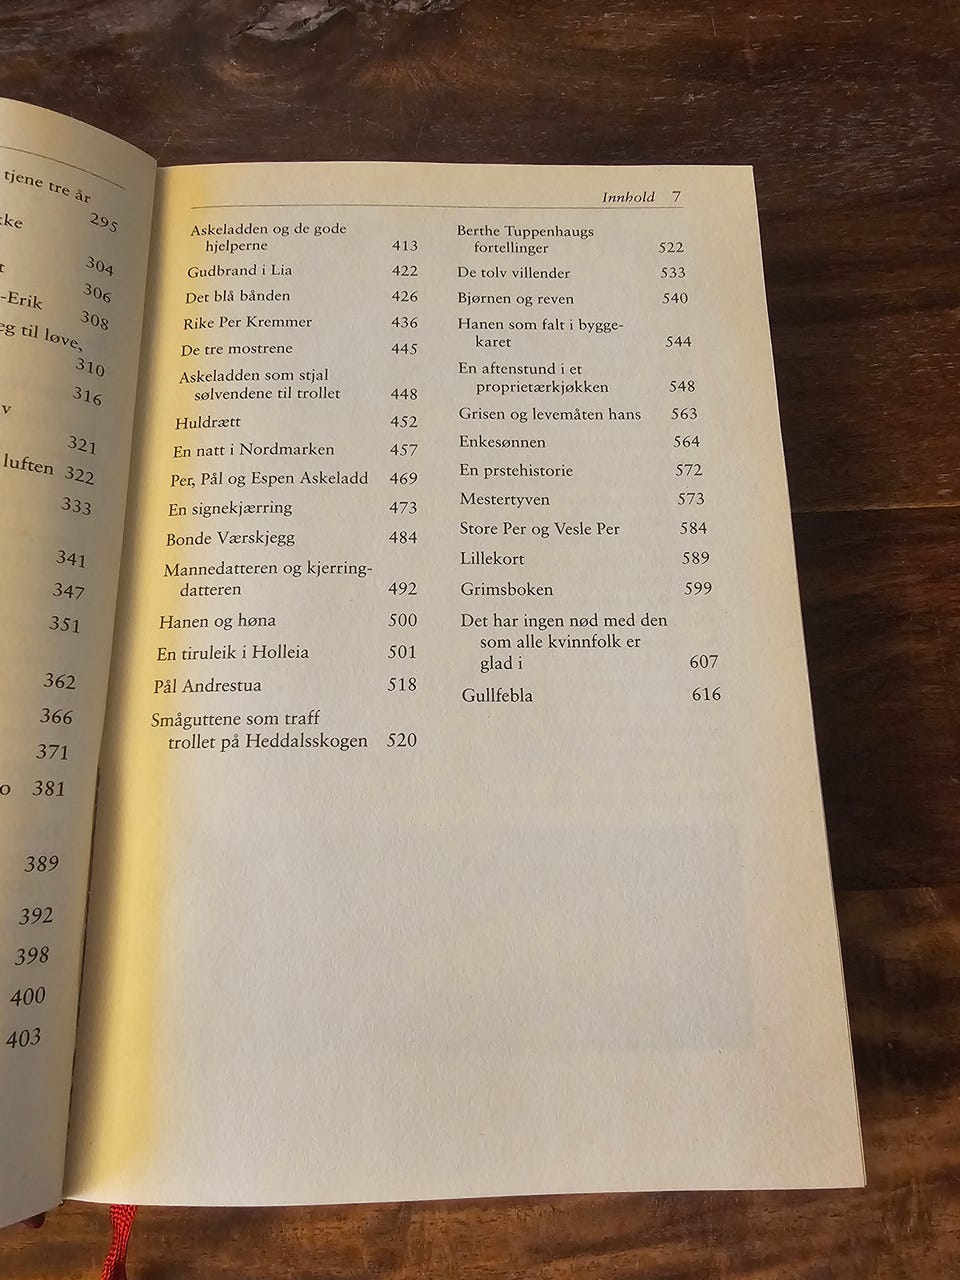 tjene tre år
295
304
306
-Erik 308
eg til løve,
310
316
321
luften 322
333
341
347
351
362
366
371
381
389
392
398
400
403
Innhold 7
Askeladden og de gode
hjelperne 413
Gudbrand i Lia 422
Det blå bånden 426
Rike Per Kremmer 436
De tre mostrene 445
Askeladden som stjal
sølvendene til trollet 448
Huldrætt 452
En natt i Nordmarken 457
Per, Pål og Espen Askeladd 469
En signekjærring 473
Bonde Værskjegg 484
Mannedatteren og kjerring-
datteren 492
Hanen og høna 500
En tiruleik i Holleia 501
Pål Andrestua 518
Småguttene som traff
trollet på Heddalsskogen 520
Berthe Tuppenhaugs
fortellinger 522
De tolv villender 533
Bjørnen og reven 540
Hanen som falt i brygge-
karet 544
En aftenstund i et
proprietærkjøkken 548
Grisen og levemåten hans 563
Enkesønnen 564
En prstehistorie 572
Mestertyven 573
Store Per og Vesle Per 584
Lillekort 589
Grimsboken 599
Det har ingen nød med den
som alle kvinnfolk er
glad i 607
Gullfebla 616